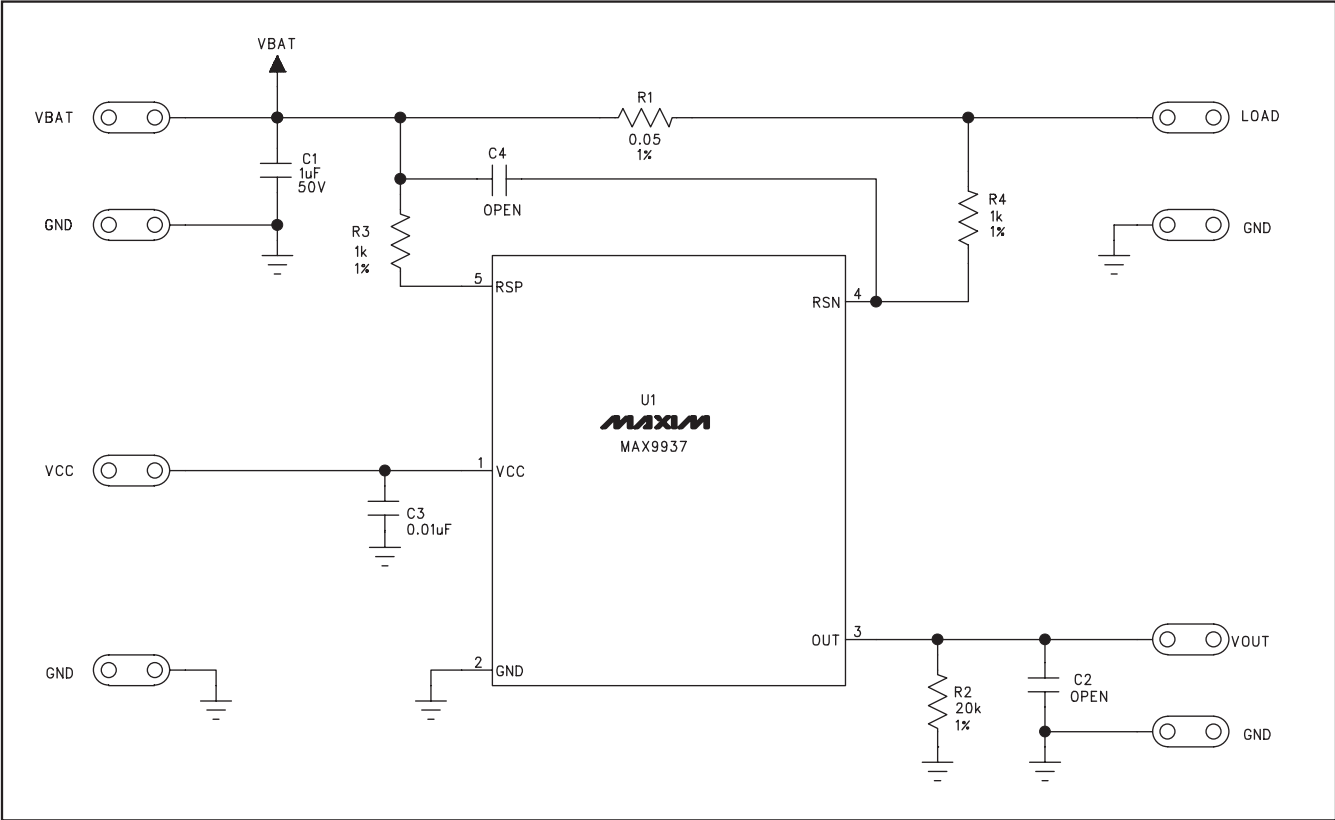 VBAT
VBAT
R1
0.05
1%
LOAD
C1
1uF
50V
C4
OPEN
R4
1k
1%
GND
R3
1k
1%
GND
5
RSP
RSN
4
U1
MAXIM
MAX9937
VCC
1
VCC
C3
0.01uF
OUT
3
VOUT
GND
2
GND
R2
20k
1%
C2
OPEN
GND